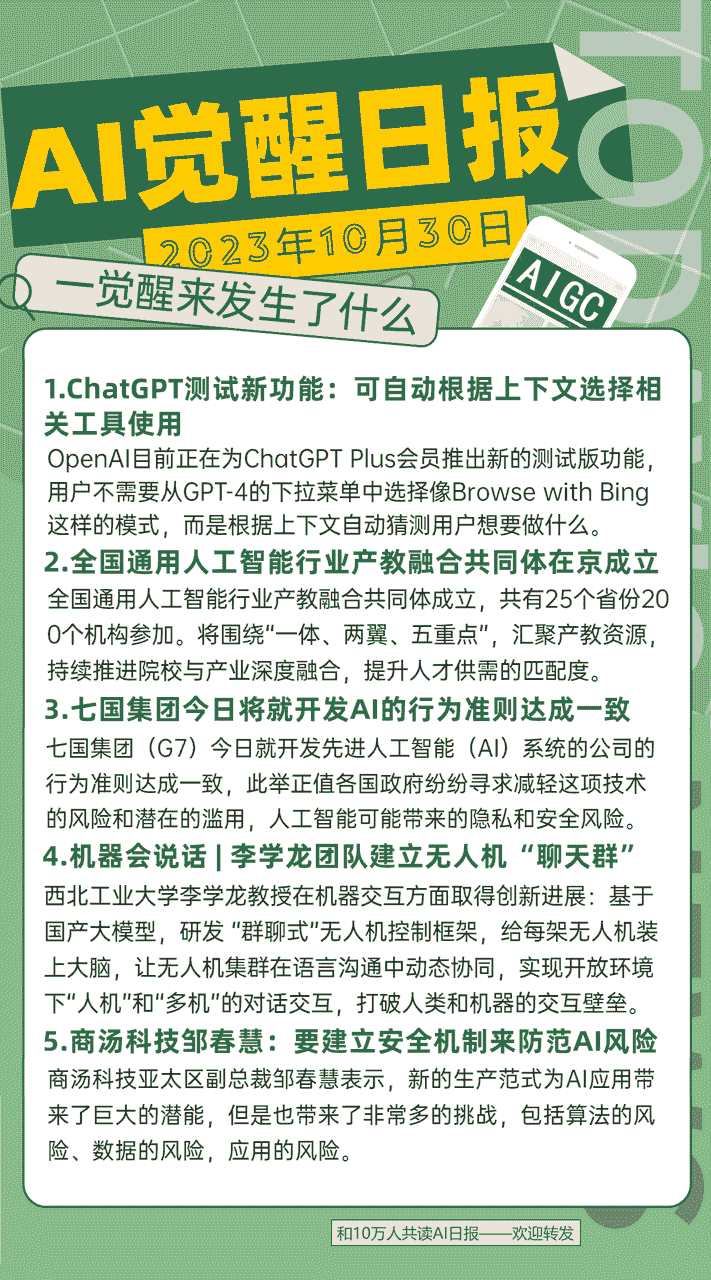 AI觉醒日报
2023年10月30日
一觉醒来发生了什么
AIGC
1.ChatGPT测试新功能：可自动根据上下文选择相
关工具使用
OpenAI目前正在为ChatGPT Plus会员推出新的测试版功能，
用户不需要从GPT-4的下拉菜单中选择像Browse with Bing
这样的模式，而是根据上下文自动猜测用户想要做什么。
2.全国通用人工智能行业产教融合共同体在京成立
全国通用人工智能行业产教融合共同体成立，共有25个省份20
0个机构参加。将围绕“一体、两翼、五重点”，汇聚产教资源，
持续推进院校与产业深度融合，提升人才供需的匹配度。
3.七国集团今日将就开发AI的行为准则达成一致
七国集团（G7）今日就开发先进人工智能（AI）系统的公司的
行为准则达成一致，此举正值各国政府纷纷寻求减轻这项技术
的风险和潜在的滥用，人工智能可能带来的隐私和安全风险。
4.机器会说话 | 李学龙团队建立无人机“聊天群”
西北工业大学李学龙教授在机器交互方面取得创新进展：基于
国产大模型，研发 “群聊式”无人机控制框架，给每架无人机装
上大脑，让无人机集群在语言沟通中动态协同，实现开放环境
下“人机”和“多机”的对话交互，打破人类和机器的交互壁垒。
5.商汤科技邹春慧：要建立安全机制来防范AI风险
商汤科技亚太区副总裁邹春慧表示，新的生产范式为AI应用带
来了巨大的潜能，但是也带来了非常多的挑战，包括算法的风
险、数据的风险，应用的风险。
和10万人共读AI日报——欢迎转发